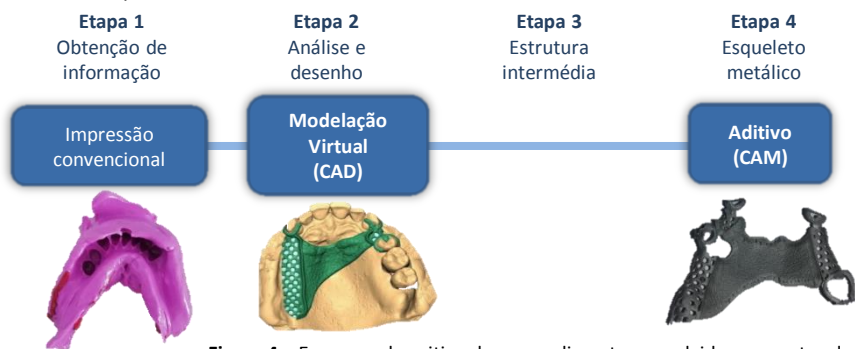 Etapa 1
Obtenção de
informação
Etapa 2
Análise e
desenho
Etapa 3
Estrutura
intermédia
Etapa 4
Esqueleto
metálico
Impressão
convencional
Modelação
Virtual
(CAD)
Aditivo
(CAM)